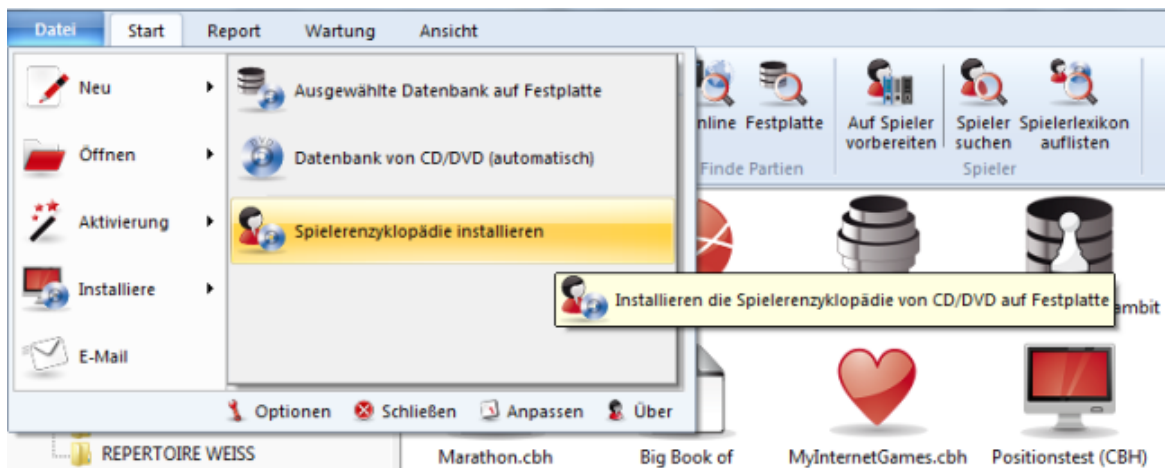 Datei Start Report Wartung Ansicht
Neu
Öffnen
Aktivierung
Installiere
E-Mail
Ausgewählte Datenbank auf Festplatte
Datenbank von CD/DVD (automatisch)
Spielerenzyklopädie installieren
Installieren die Spielerenzyklopädie von CD/DVD auf Festplatte
Optionen Schließen Anpassen Über
nline Festplatte
Finde Partien
Auf Spieler
vorbereiten
Spieler
suchen
Spielerlexikon
auflisten
Spieler
ambit
REPERTOIRE WEISS
Marathon.cbh Big Book of MyInternetGames.cbh Positionstest (CBH)